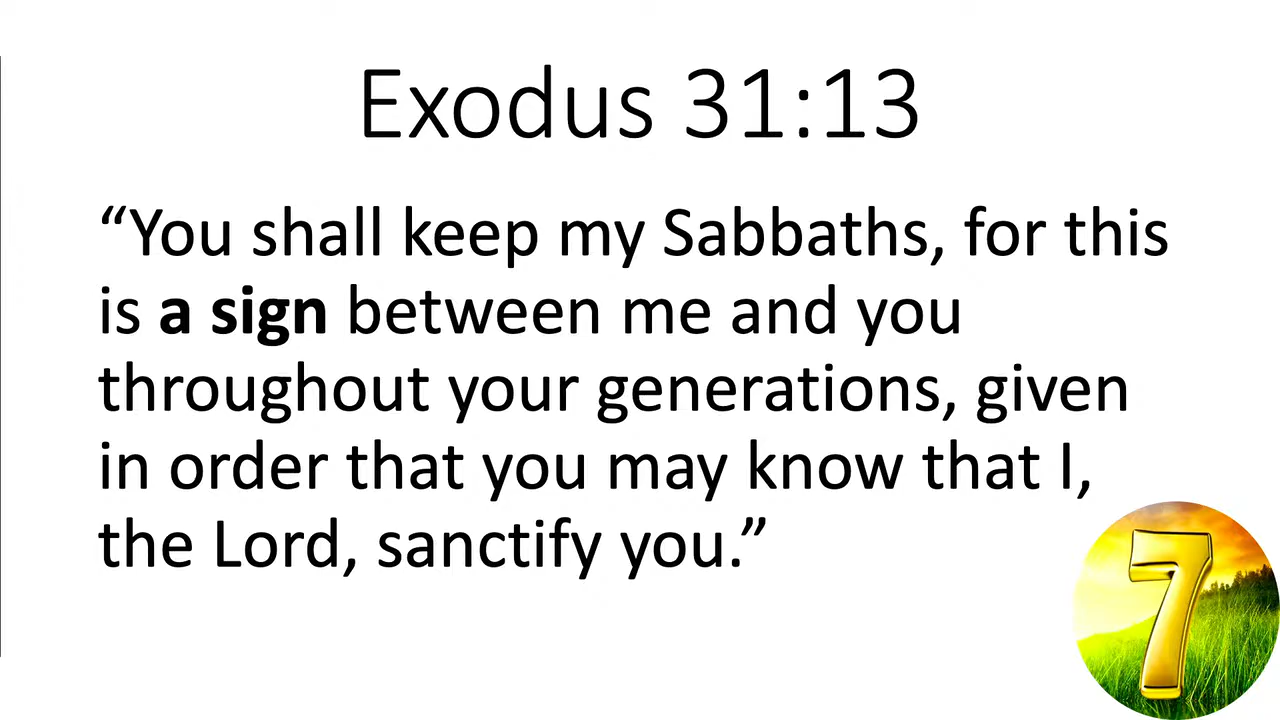 Exodus 31:13
“You shall keep my Sabbaths, for this
is a sign between me and you
throughout your generations, given
in order that you may know that I,
the Lord, sanctify you.”
7